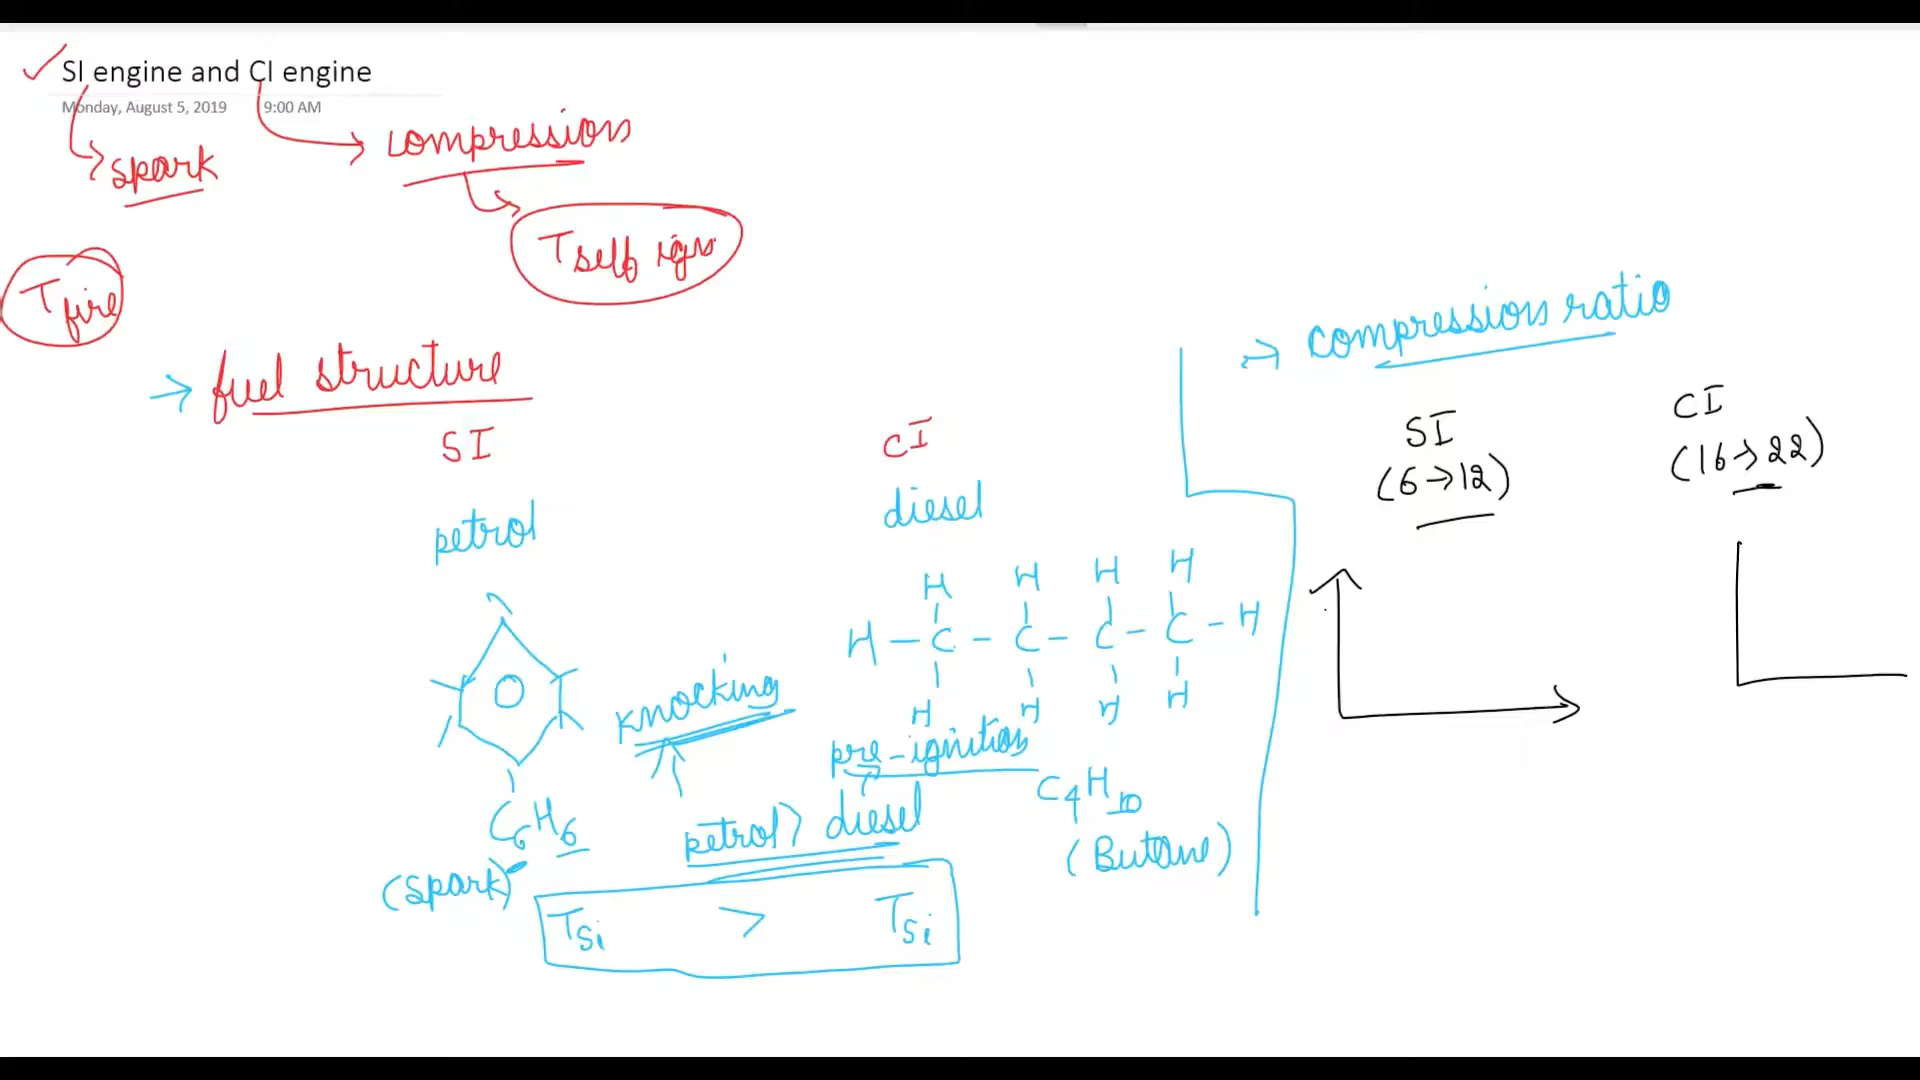 SI engine and CI engine
Monday, August 5, 2019 9:00 AM
spark
compression
T self ign
T fire
→ fuel structure
SI CI
petrol diesel
H H H H
H – C – C – C – C – H
H H H H
knocking
pre-ignition
C4H10
(Butane)
C6H6
(spark)
petrol > diesel
TSi > TSi
→ compression ratio
SI CI
(6→12) (16→22)